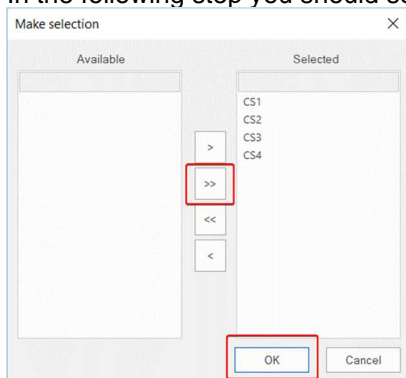 Make selection
Available
Selected
CS1
CS2
CS3
CS4
>
>>
<<
<
OK
Cancel